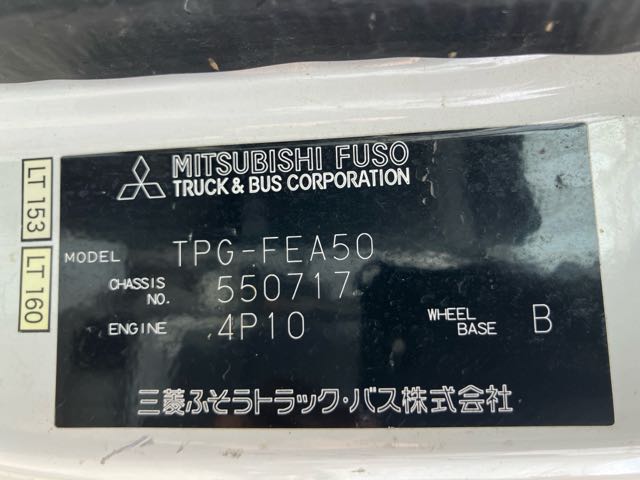 MITSUBISHI FUSO
TRUCK & BUS CORPORATION
LT 153
LT 160
MODEL TPG-FEA50
CHASSIS NO. 550717
ENGINE 4P10 WHEEL BASE B
三菱ふそうトラック・バス株式会社